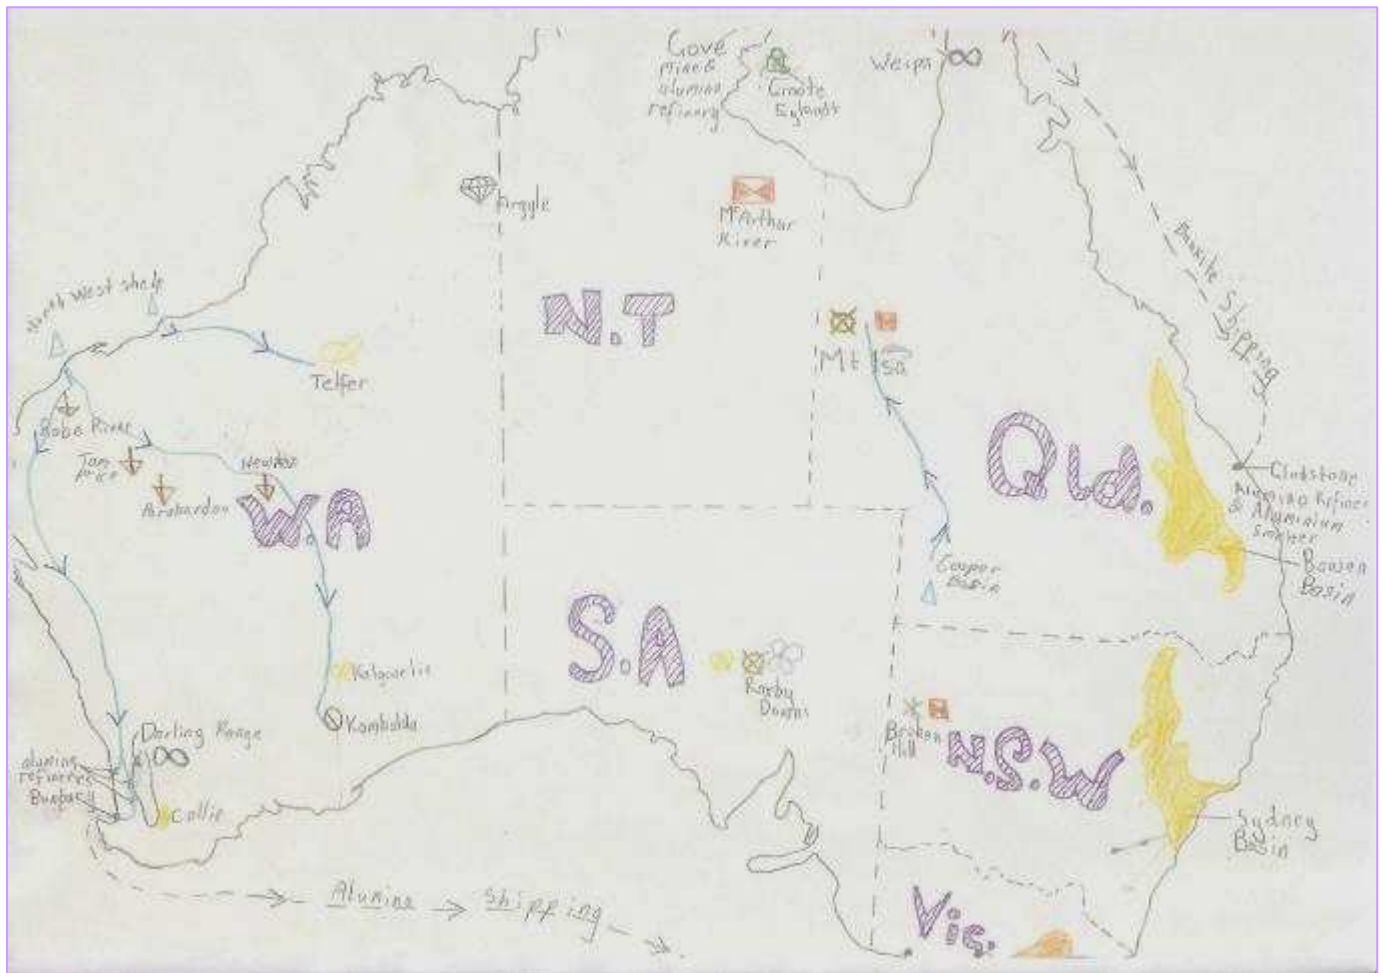 Gove
Mine &
alumina
refinery
Groote
Eylandt
Weipa
Argyle
McArthur
River
Bauxite Shipping
North West Shelf
N.T
Mt Isa
Telfer
Robe River
Tom
Price
Newman
W.A
Qld.
Gladstone
Alumina Refinery
& Aluminium
Smelter
Bowen
Basin
Cooper
Basin
S.A
Roxby
Downs
Kalgoorlie
Kambalda
Broken
Hill
N.S.W
Darling Range
alumina
refineries
Bunbury
Collie
Sydney
Basin
Alumina → Shipping
Vic.